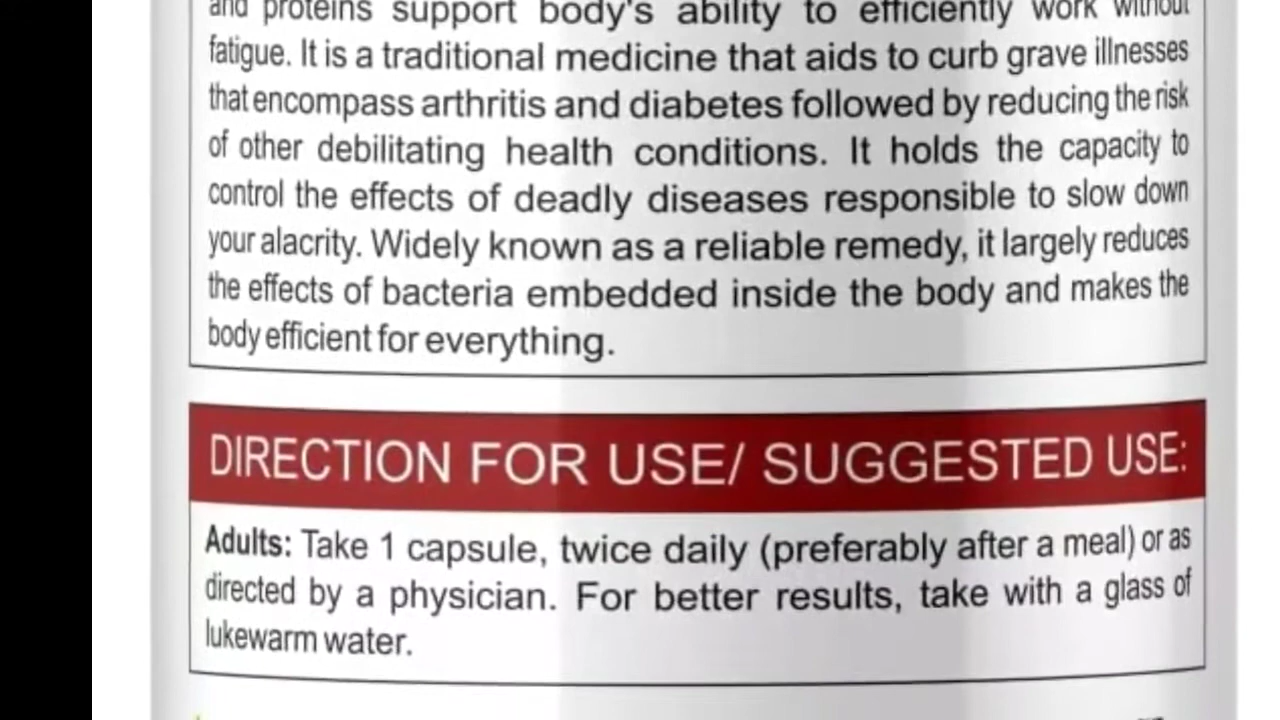 and proteins support body's ability to efficiently work without
fatigue. It is a traditional medicine that aids to curb grave illnesses
that encompass arthritis and diabetes followed by reducing the risk
of other debilitating health conditions. It holds the capacity to
control the effects of deadly diseases responsible to slow down
your alacrity. Widely known as a reliable remedy, it largely reduces
the effects of bacteria embedded inside the body and makes the
body efficient for everything.
DIRECTION FOR USE/ SUGGESTED USE:
Adults: Take 1 capsule, twice daily (preferably after a meal) or as
directed by a physician. For better results, take with a glass of
lukewarm water.